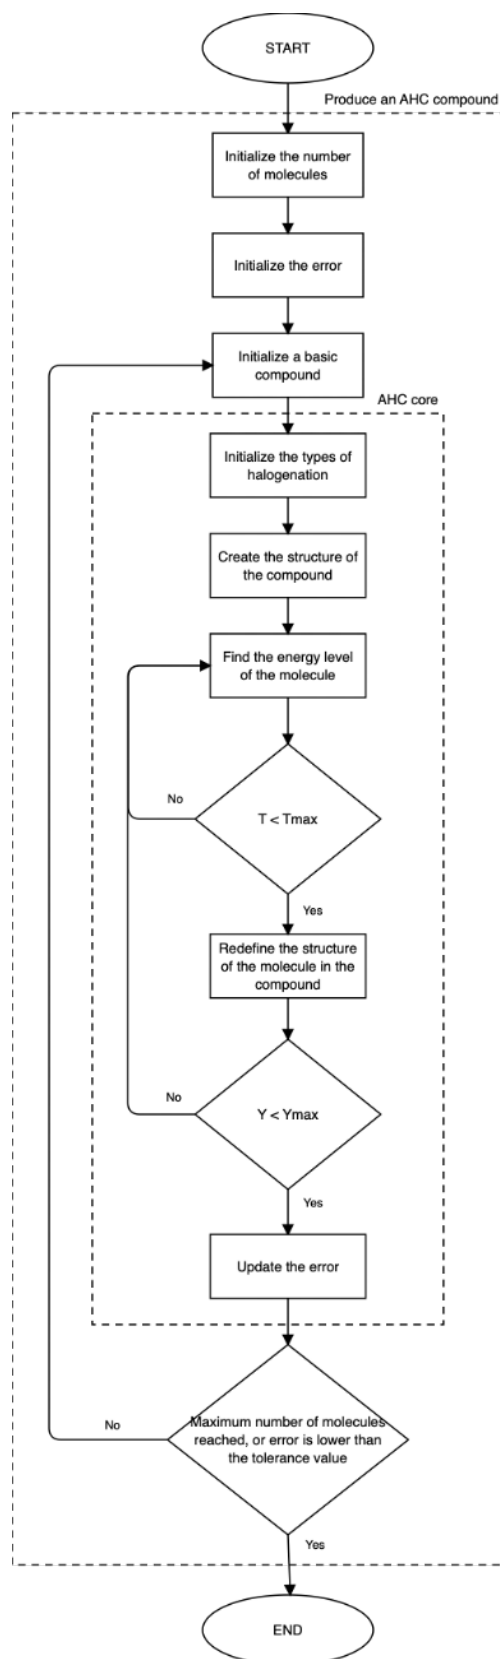 START
Produce an AHC compound
Initialize the number
of molecules
Initialize the error
Initialize a basic
compound
AHC core
Initialize the types of
halogenation
Create the structure of
the compound
Find the energy level
of the molecule
No
T < Tmax
Yes
Redefine the structure
of the molecule in the
compound
No
Y < Ymax
Yes
Update the error
No
Maximum number of molecules
reached, or error is lower than
the tolerance value
Yes
END